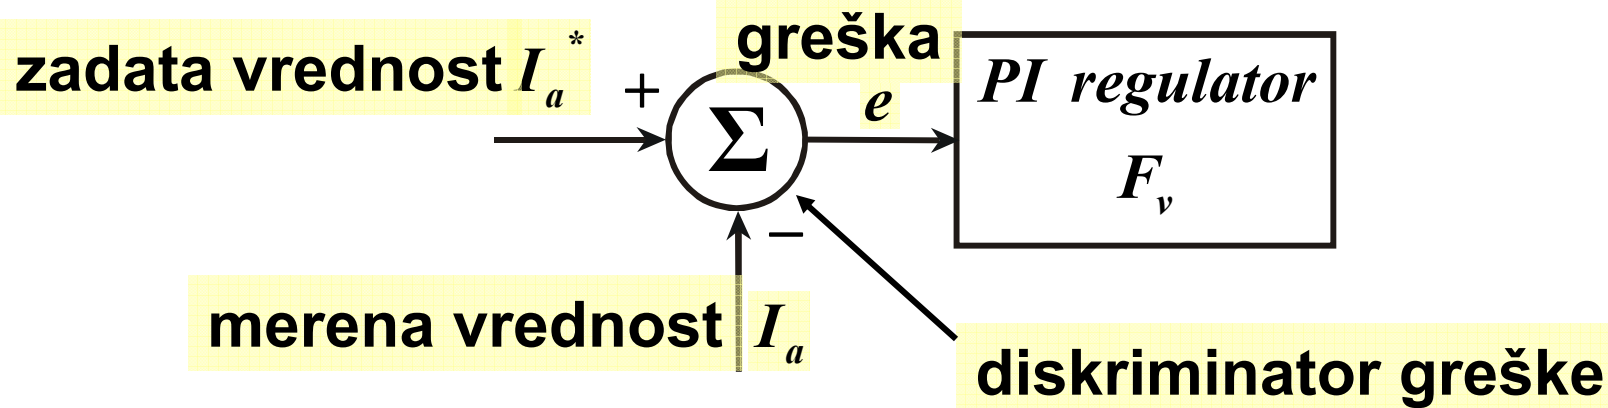 greška
zadata vrednost I_a^*
+
e
PI regulator
Σ
F_v
−
merena vrednost I_a
diskriminator greške